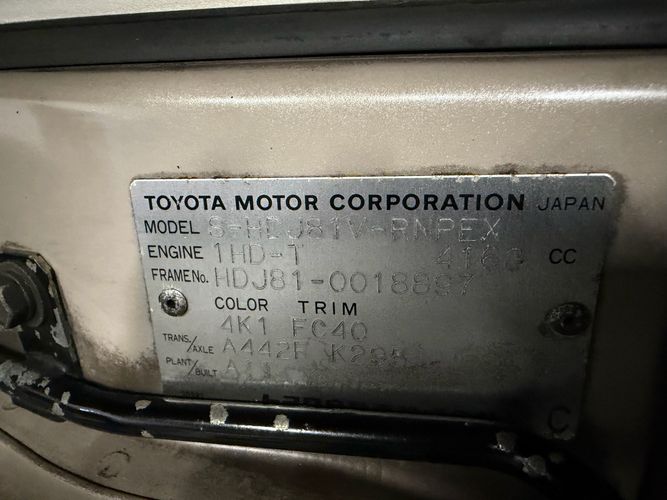 TOYOTA MOTOR CORPORATION JAPAN
MODEL S-HDJ81V-RNPEX
ENGINE 1HD-T 4160 CC
FRAME No. HDJ81-0018897
COLOR TRIM
4K1 FC40
TRANS./AXLE A442F K295
PLANT/BUILT
C